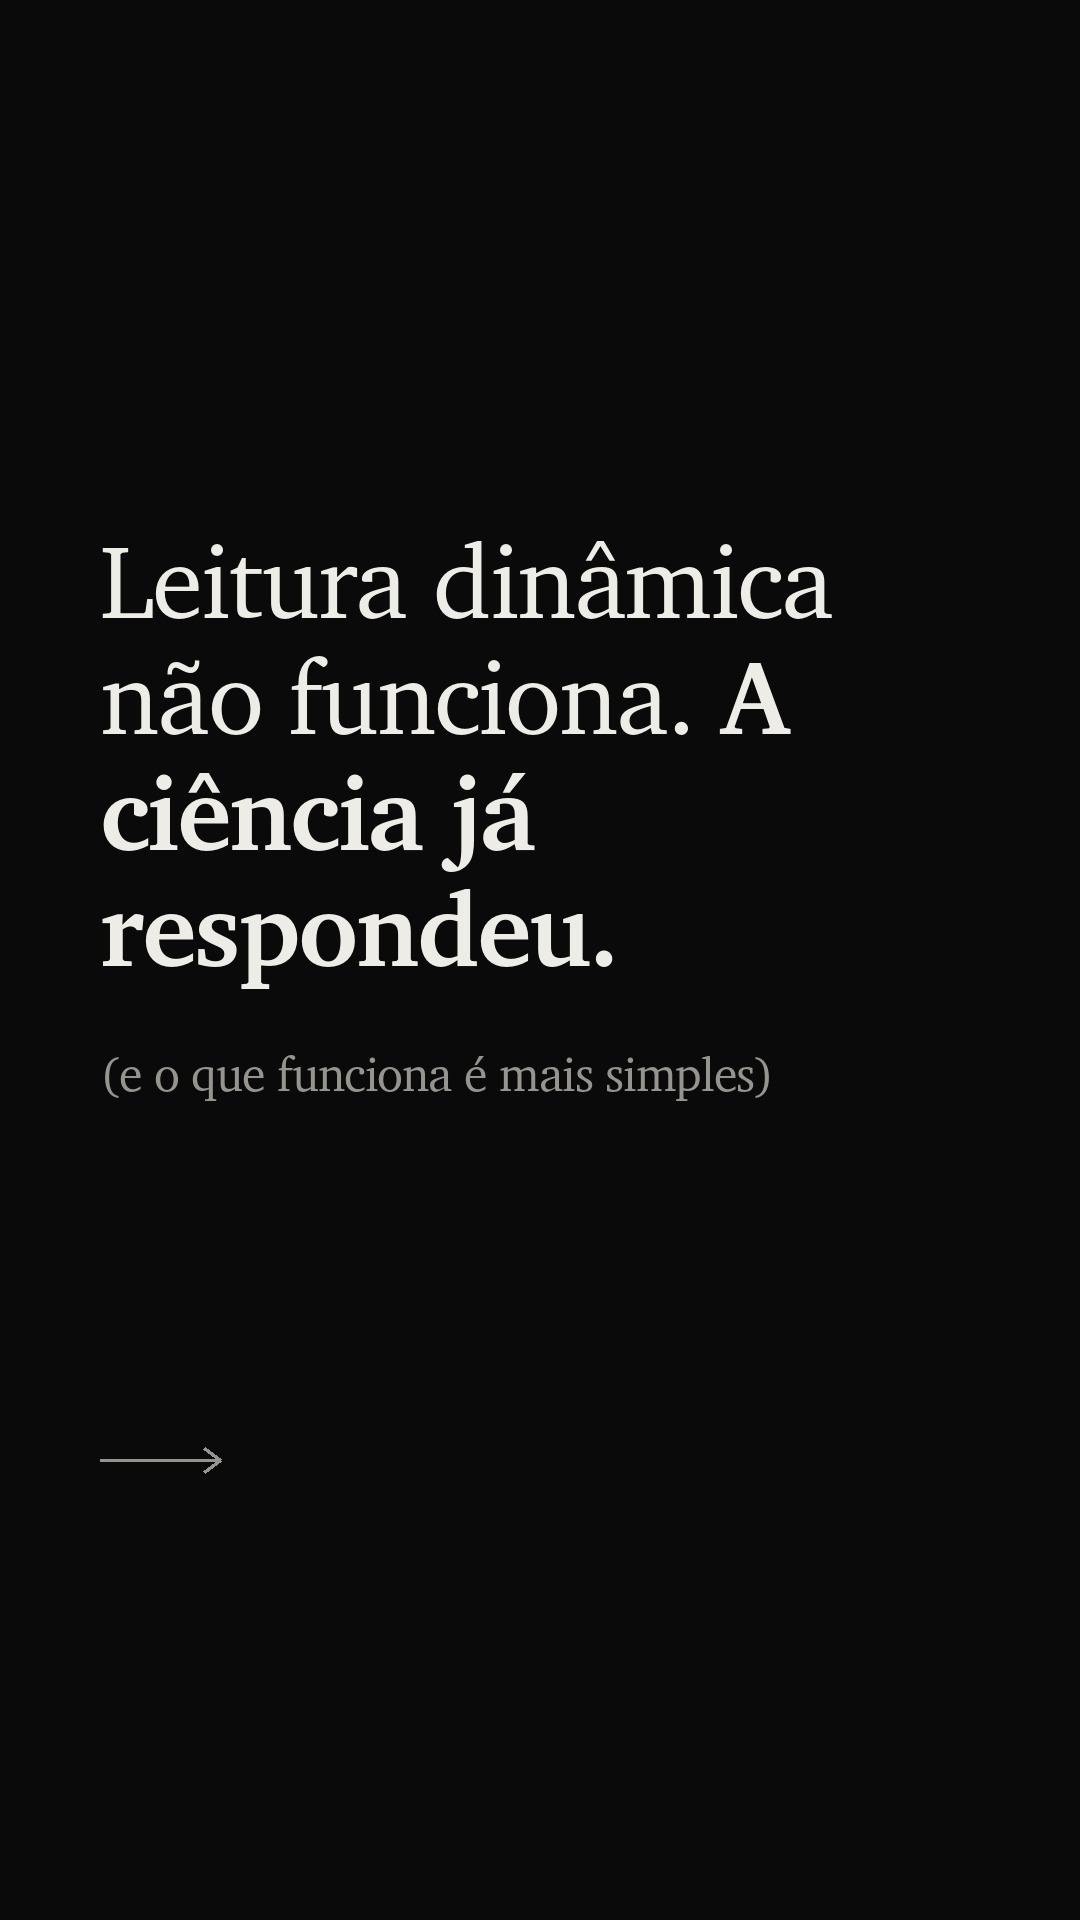 Leitura dinâmica
não funciona. A
ciência já
respondeu.
(e o que funciona é mais simples)